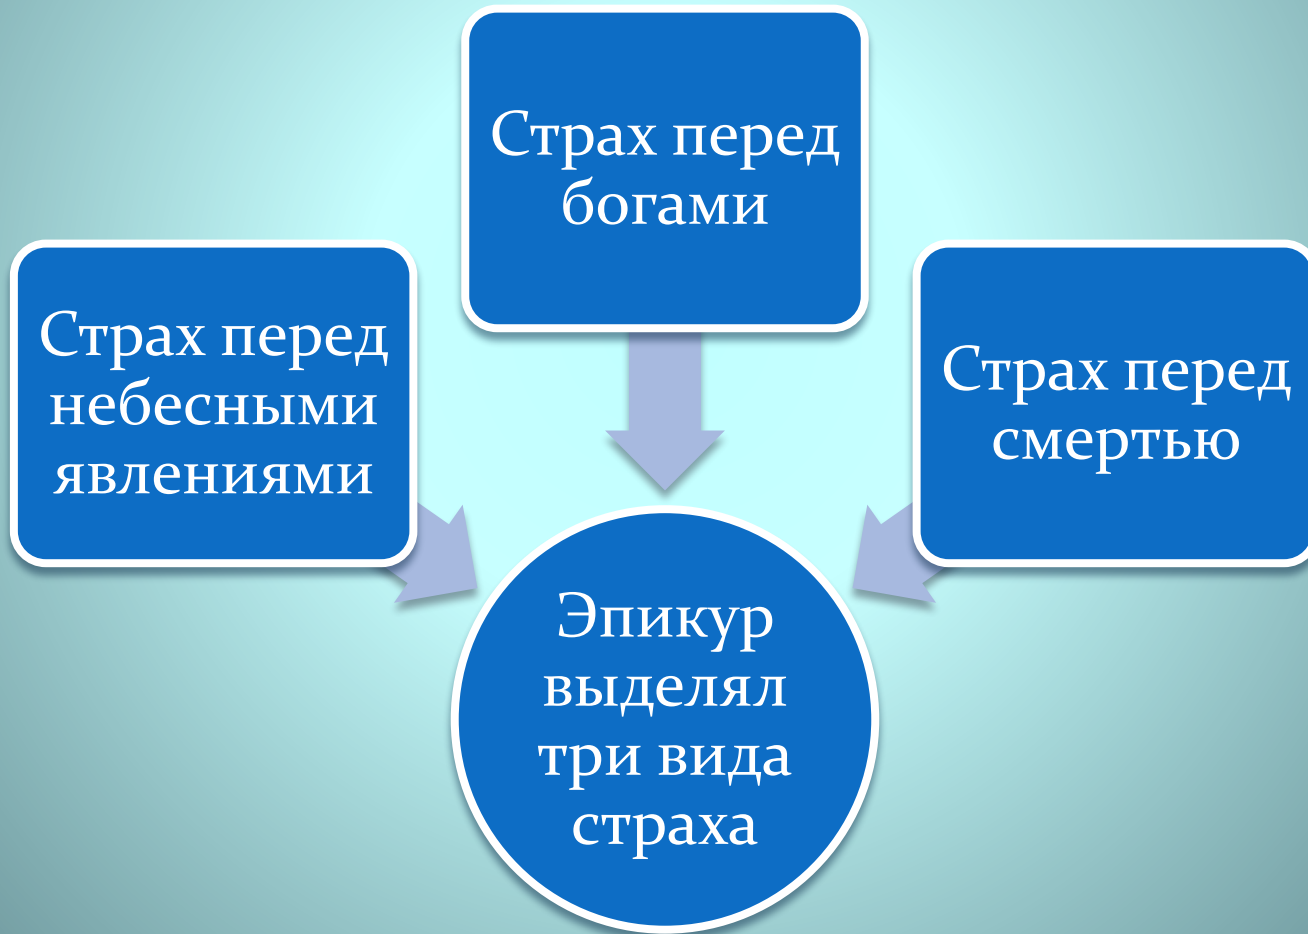 Страх перед
богами
Страх перед
небесными
явлениями
Страх перед
смертью
Эпикур
выделял
три вида
страха